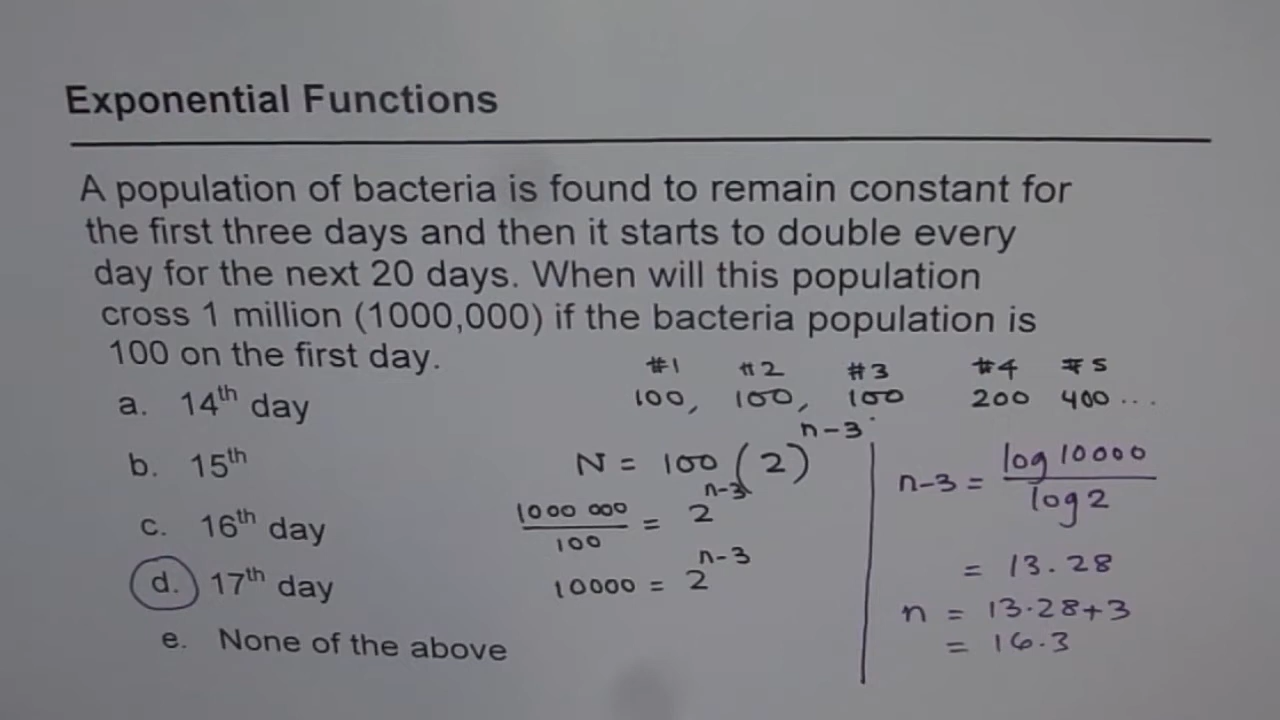 Exponential Functions
A population of bacteria is found to remain constant for
the first three days and then it starts to double every
day for the next 20 days. When will this population
cross 1 million (1000,000) if the bacteria population is
100 on the first day.
#1 #2 #3 #4 #5
100, 100, 100 200 400 ...
a. 14th day
b. 15th
c. 16th day
d. 17th day
e. None of the above
N = 100 (2)^n-3
1000 000 / 100 = 2^n-3
10000 = 2^n-3
n-3 = log 10000 / log 2
= 13.28
n = 13.28+3
= 16.3